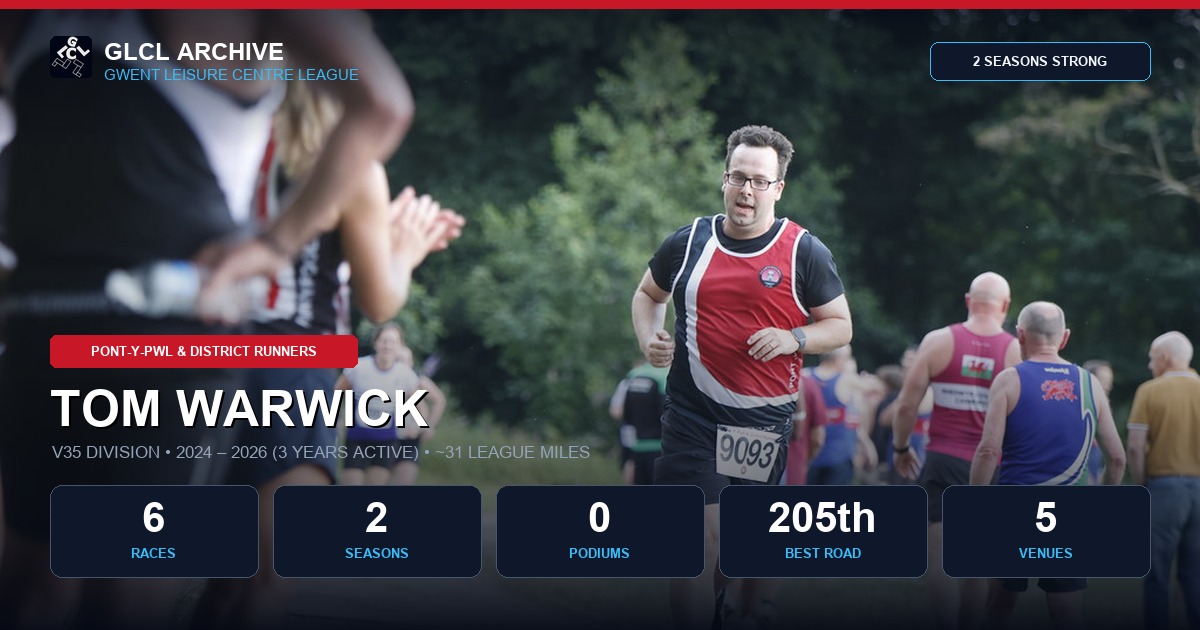 GLCL ARCHIVE
GWENT LEISURE CENTRE LEAGUE
2 SEASONS STRONG
PONT-Y-PWL & DISTRICT RUNNERS
TOM WARWICK
V35 DIVISION • 2024 – 2026 (3 YEARS ACTIVE) • ~31 LEAGUE MILES
9093
6
RACES
2
SEASONS
0
PODIUMS
205th
BEST ROAD
5
VENUES